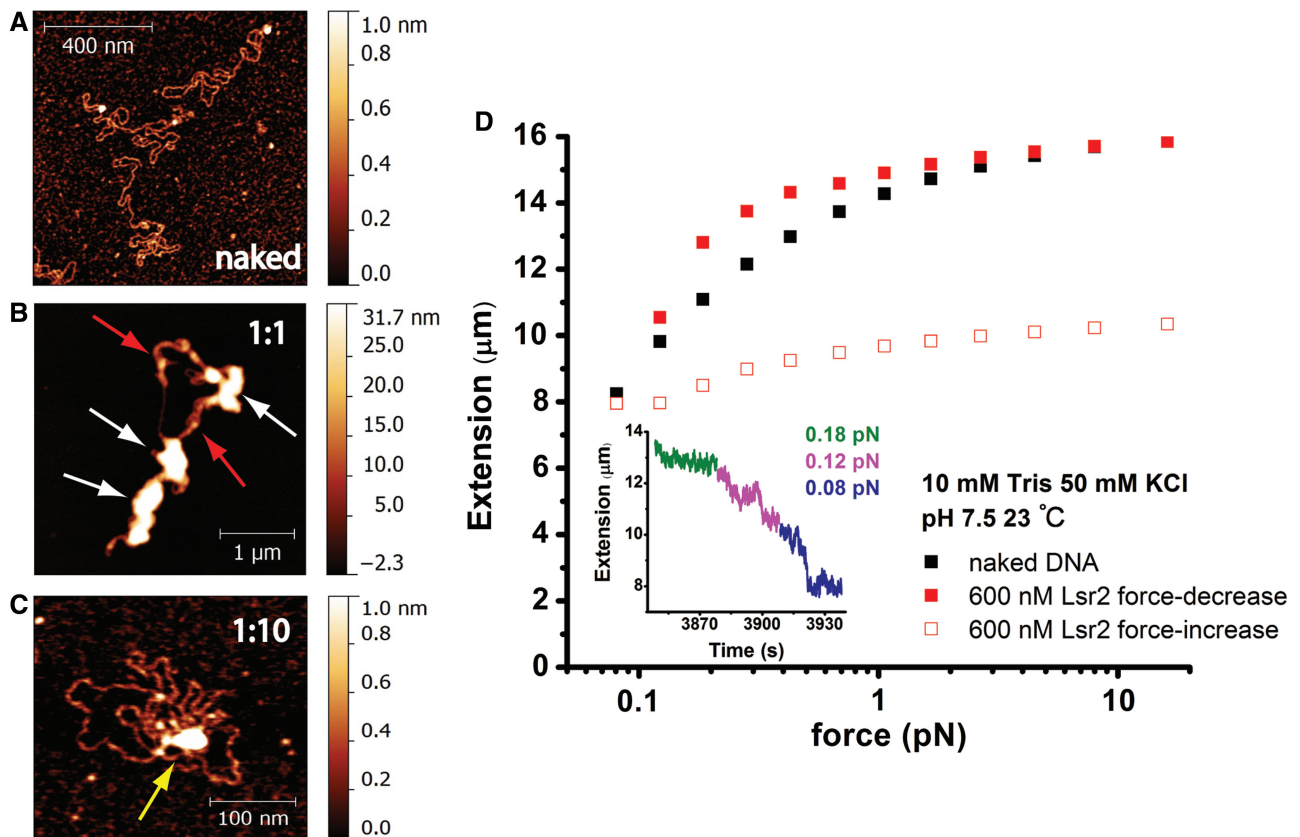 A
400 nm
naked
1.0 nm
0.8
0.6
0.4
0.2
0.0
B
1:1
1 µm
31.7 nm
25.0
20.0
15.0
10.0
5.0
−2.3
C
1:10
100 nm
1.0 nm
0.8
0.6
0.4
0.2
0.0
D
Extension (µm)
16
14
12
10
8
6
4
2
0
0.1
1
10
force (pN)
Extension (µm)
14
12
10
8
3870
3900
3930
Time (s)
0.18 pN
0.12 pN
0.08 pN
10 mM Tris 50 mM KCl
pH 7.5 23 °C
naked DNA
600 nM Lsr2 force-decrease
600 nM Lsr2 force-increase